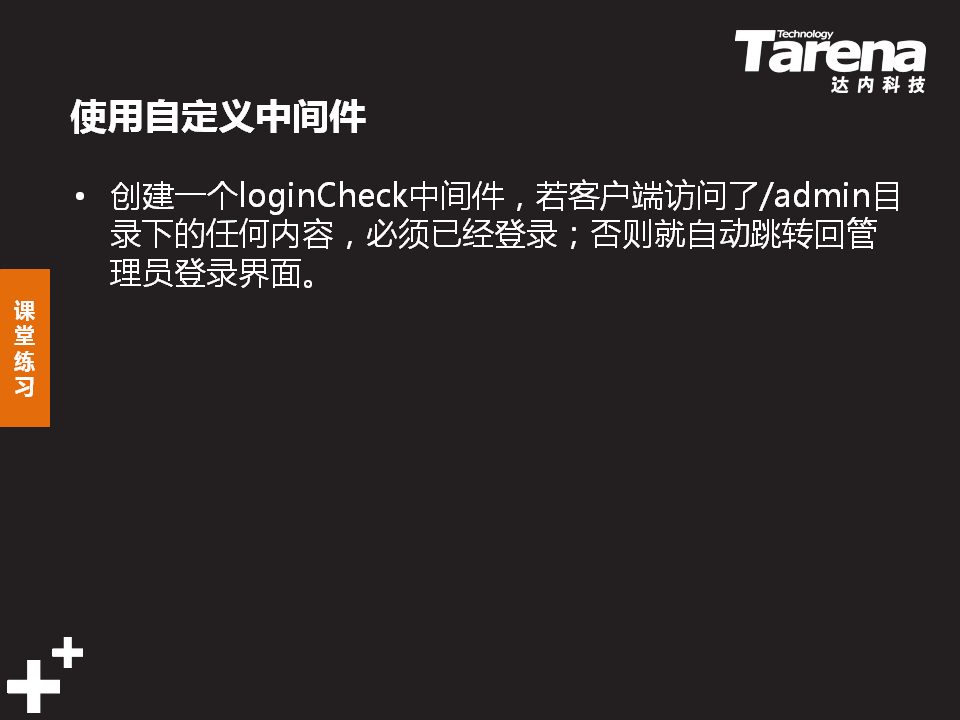 Technology
Tarena
达内科技
使用自定义中间件
• 创建一个loginCheck中间件，若客户端访问了/admin目
录下的任何内容，必须已经登录；否则就自动跳转回管
理员登录界面。
课
堂
练
习